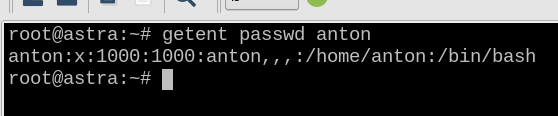 root@astra:~# getent passwd anton
anton:x:1000:1000:anton,,,:/home/anton:/bin/bash
root@astra:~#